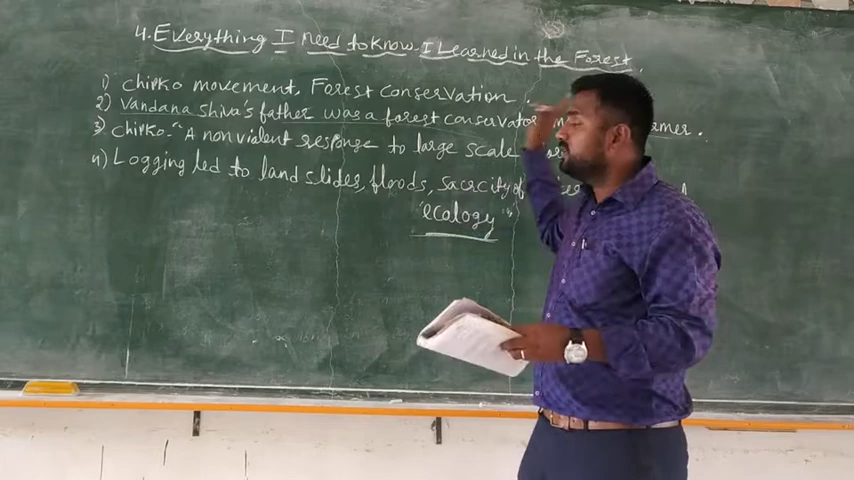 4. Everything I need to know I Learned in the Forest.
1) chipko movement, Forest Conservation.
2) Vandana shiva's father was a forest conservator
3) chipko - "A non violent response to large scale
4) Logging led to land slides, floods, sacrcity of
"ecology"